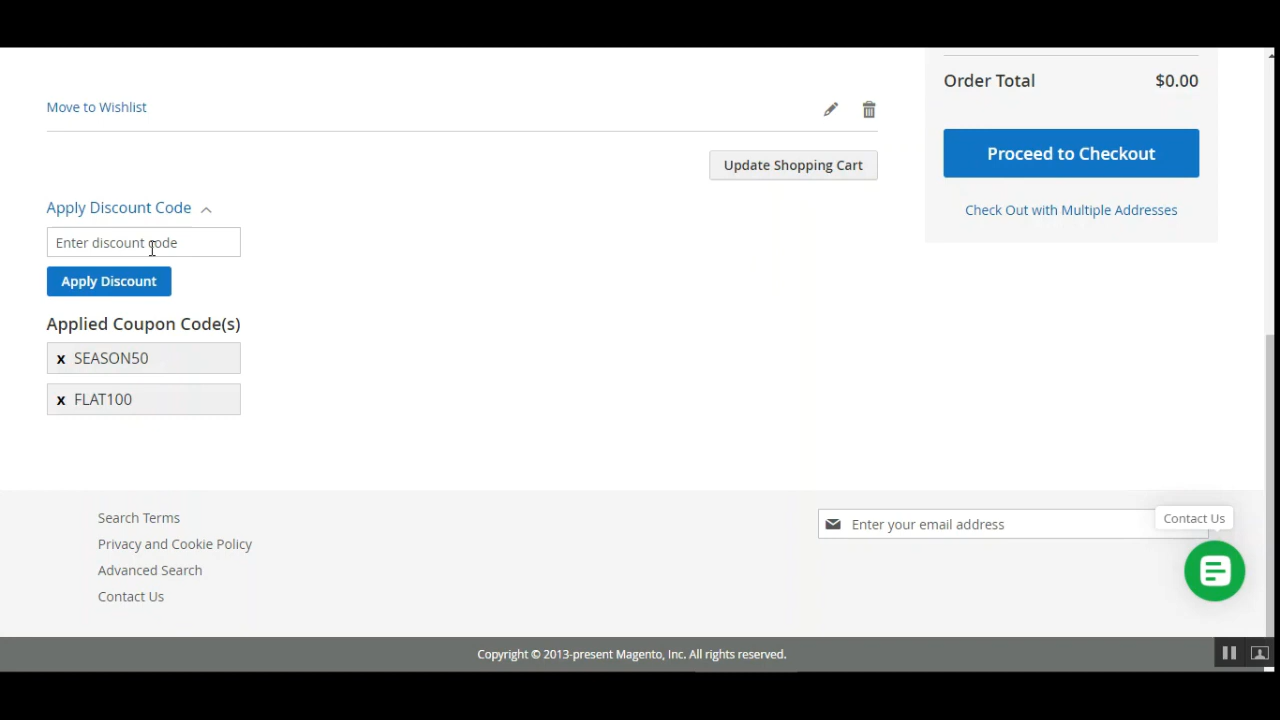 Order Total $0.00
Move to Wishlist
Proceed to Checkout
Update Shopping Cart
Check Out with Multiple Addresses
Apply Discount Code
Enter discount code
Apply Discount
Applied Coupon Code(s)
x SEASON50
x FLAT100
Search Terms
Privacy and Cookie Policy
Advanced Search
Contact Us
Enter your email address
Contact Us
Copyright © 2013-present Magento, Inc. All rights reserved.